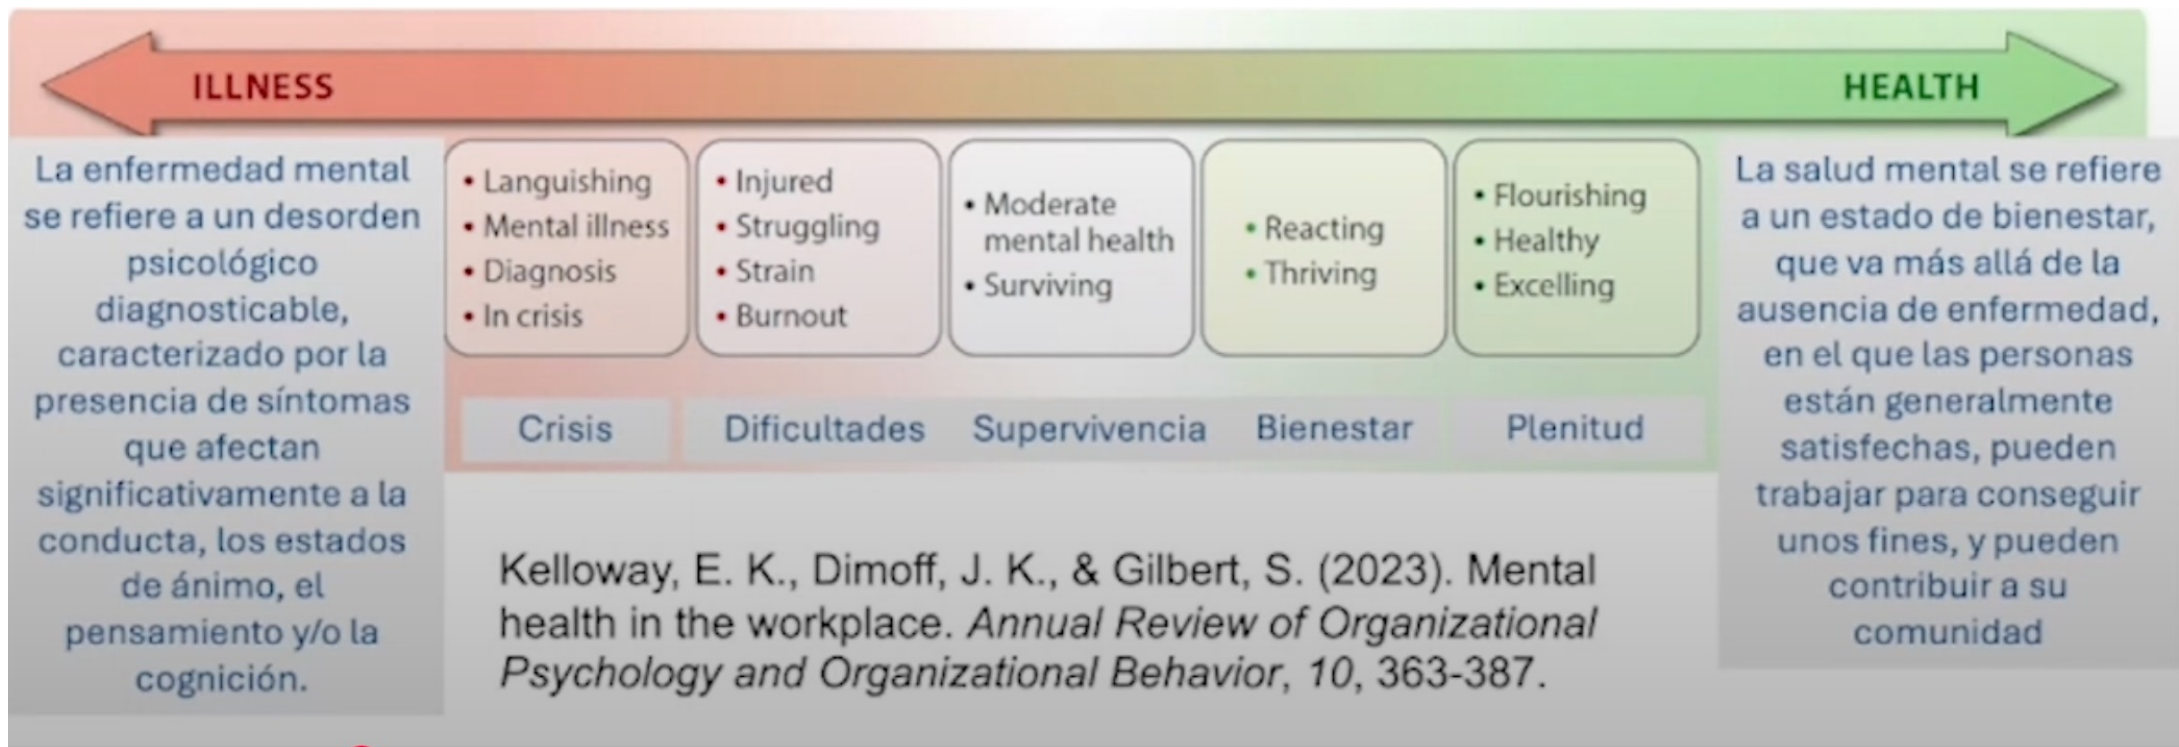 ILLNESS
HEALTH
La enfermedad mental
se refiere a un desorden
psicológico
diagnosticable,
caracterizado por la
presencia de síntomas
que afectan
significativamente a la
conducta, los estados
de ánimo, el
pensamiento y/o la
cognición.
• Languishing
• Mental illness
• Diagnosis
• In crisis
• Injured
• Struggling
• Strain
• Burnout
• Moderate
mental health
• Surviving
• Reacting
• Thriving
• Flourishing
• Healthy
• Excelling
Crisis
Dificultades
Supervivencia
Bienestar
Plenitud
La salud mental se refiere
a un estado de bienestar,
que va más allá de la
ausencia de enfermedad,
en el que las personas
están generalmente
satisfechas, pueden
trabajar para conseguir
unos fines, y pueden
contribuir a su
comunidad
Kelloway, E. K., Dimoff, J. K., & Gilbert, S. (2023). Mental
health in the workplace. Annual Review of Organizational
Psychology and Organizational Behavior, 10, 363-387.